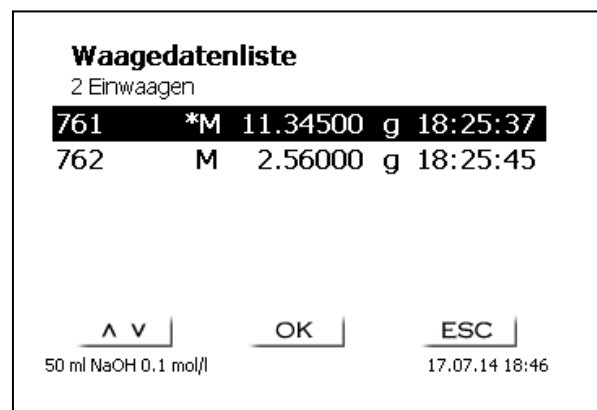 Waagedatenliste
2 Einwaagen
761 *M 11.34500 g 18:25:37
762 M 2.56000 g 18:25:45
∧ ∨ OK ESC
50 ml NaOH 0.1 mol/l 17.07.14 18:46